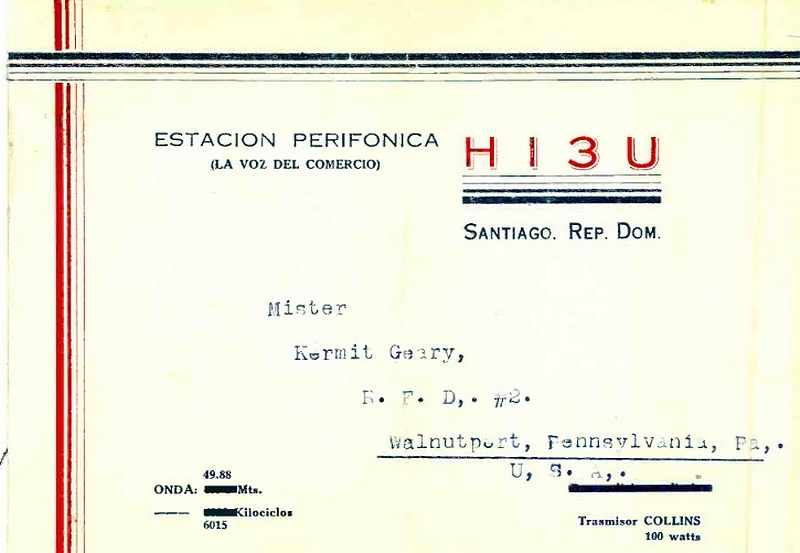 ESTACION PERIFONICA
(LA VOZ DEL COMERCIO)
HI3U
SANTIAGO. REP. DOM.
Mister
Kermit Geary,
R. F. D,. #2.
Walnutport, Pennsylvania, Pa,.
U, S. A,.
49.88
ONDA: Mts.
Kilociclos
6015
Trasmisor COLLINS
100 watts